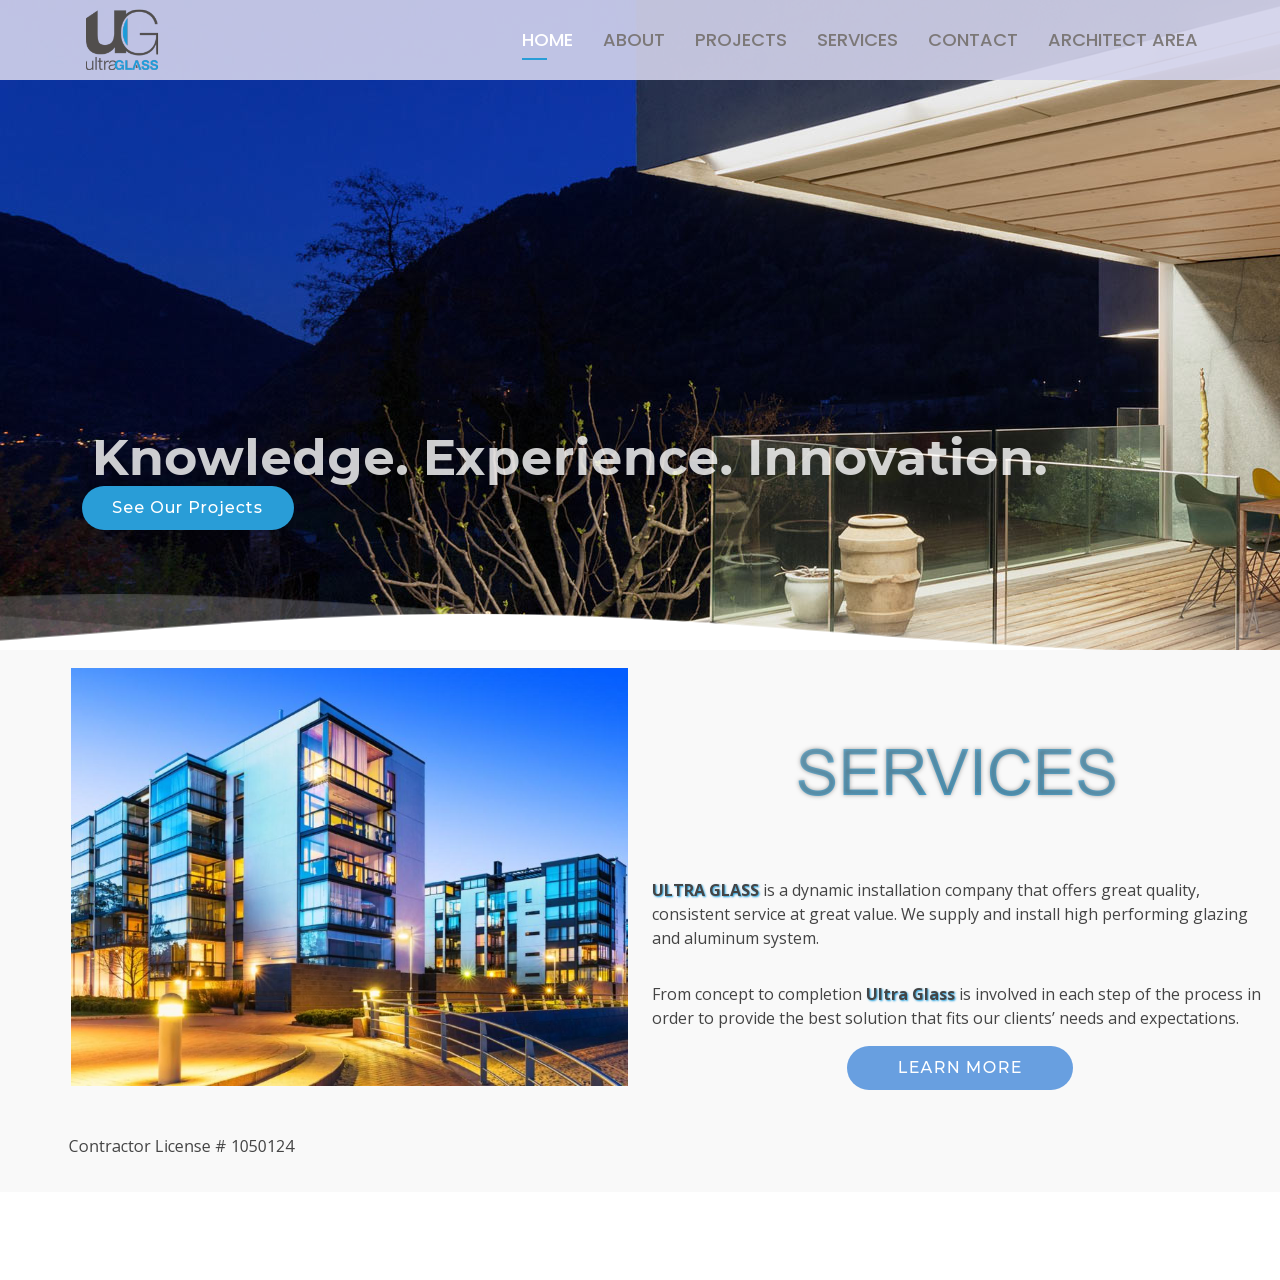 UG
ultraGLASS
HOME ABOUT PROJECTS SERVICES CONTACT ARCHITECT AREA
Knowledge. Experience. Innovation.
See Our Projects
SERVICES
ULTRA GLASS is a dynamic installation company that offers great quality,
consistent service at great value. We supply and install high performing glazing
and aluminum system.
From concept to completion Ultra Glass is involved in each step of the process in
order to provide the best solution that fits our clients’ needs and expectations.
LEARN MORE
Contractor License # 1050124